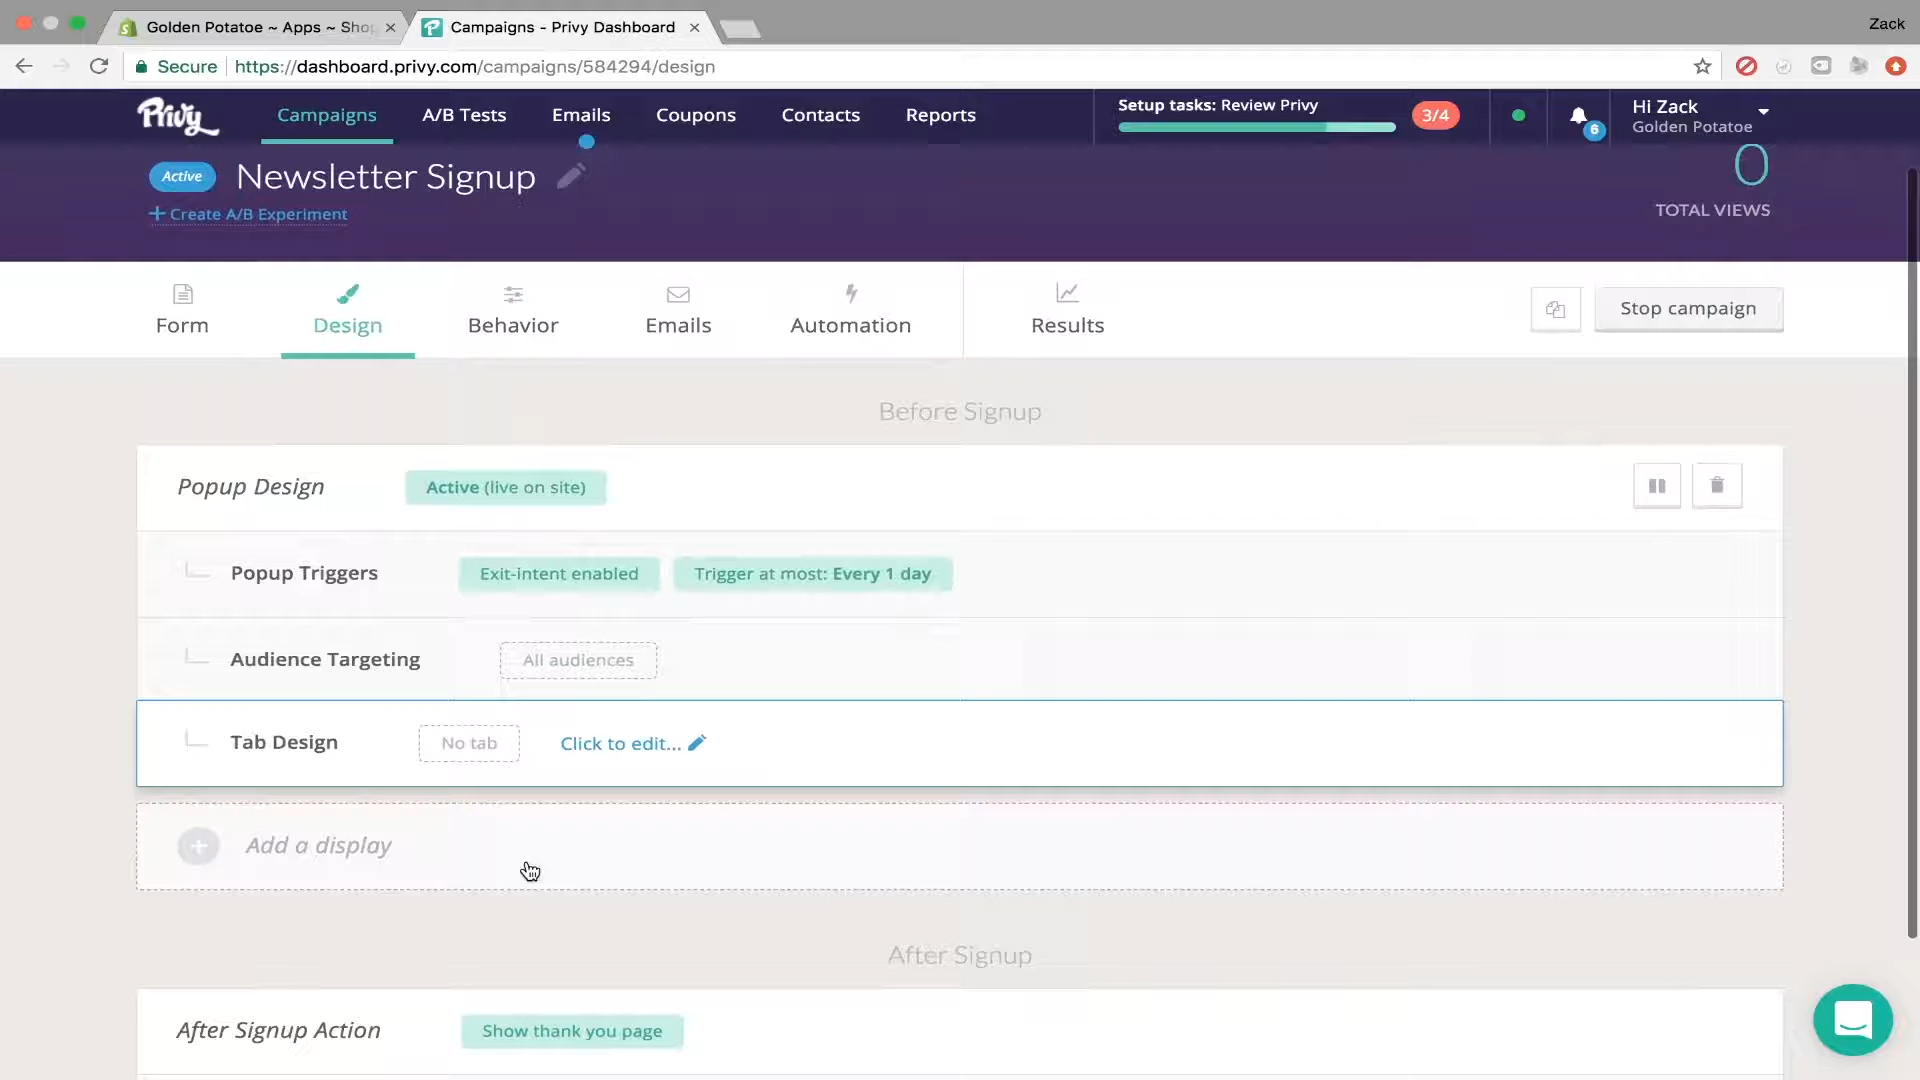 Golden Potatoe ~ Apps ~ Shop
Campaigns - Privy Dashboard
Zack
Secure
https://dashboard.privy.com/campaigns/584294/design
Privy
Campaigns
A/B Tests
Emails
Coupons
Contacts
Reports
Setup tasks: Review Privy
3/4
6
Hi Zack
Golden Potatoe
Active
Newsletter Signup
0
TOTAL VIEWS
Create A/B Experiment
Form
Design
Behavior
Emails
Automation
Results
Stop campaign
Before Signup
Popup Design
Active (live on site)
Popup Triggers
Exit-intent enabled
Trigger at most: Every 1 day
Audience Targeting
All audiences
Tab Design
No tab
Click to edit...
Add a display
After Signup
After Signup Action
Show thank you page